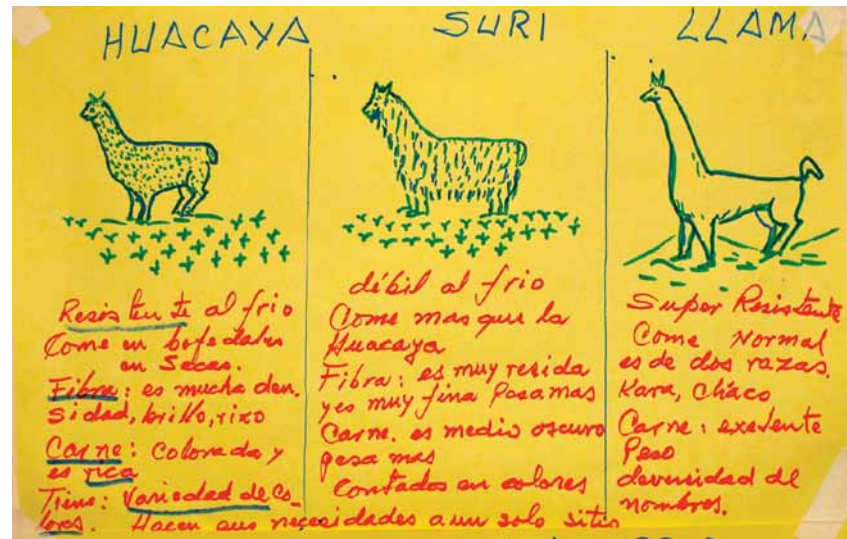 HUACAYA
Resistente al frio
Come en bofedales
en Secas.
Fibra: es mucha den.
sidad, brillo, rizo
Carne: Colorada y
es rica
Tiene: Variedad de Co-
lores. Hacen sus necesidades a un solo sitio
SURI
débil al frio
Come mas que la
Huacaya
Fibra: es muy
y es muy fina Pesa mas
Carne. es medio oscuro
pesa mas
Contados en colores
LLAMA
Super Resistente
Come Normal
es de dos razas.
Kara, Chaco
Carne: exelente
Peso
deversidad de
nombres.